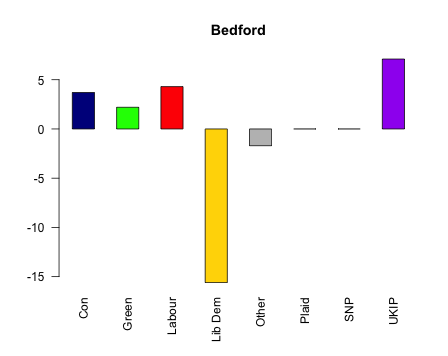 Bedford
5
0
-5
-10
-15
Con
Green
Labour
Lib Dem
Other
Plaid
SNP
UKIP